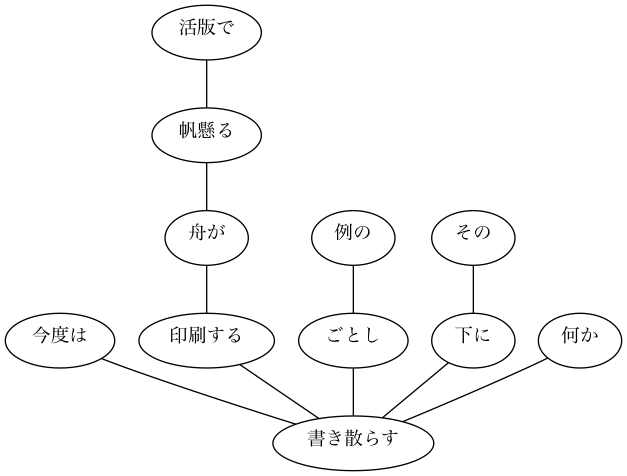 活版で
帆懸る
舟が
例の
その
今度は
印刷する
ごとし
下に
何か
書き散らす